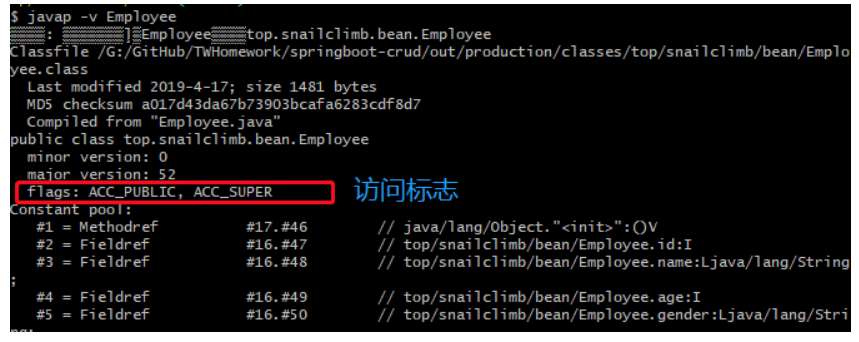 $ javap -v Employee
: ]Employee top.snailclimb.bean.Employee
Classfile /G:/GitHub/TWHomework/springboot-crud/out/production/classes/top/snailclimb/bean/Emplo
yee.class
Last modified 2019-4-17; size 1481 bytes
MD5 checksum a017d43da67b73903bcafa6283cdf8d7
Compiled from "Employee.java"
public class top.snailclimb.bean.Employee
minor version: 0
major version: 52
flags: ACC_PUBLIC, ACC_SUPER 访问标志
Constant pool:
#1 = Methodref #17.#46 // java/lang/Object."<init>":()V
#2 = Fieldref #16.#47 // top/snailclimb/bean/Employee.id:I
#3 = Fieldref #16.#48 // top/snailclimb/bean/Employee.name:Ljava/lang/String
;
#4 = Fieldref #16.#49 // top/snailclimb/bean/Employee.age:I
#5 = Fieldref #16.#50 // top/snailclimb/bean/Employee.gender:Ljava/lang/Stri